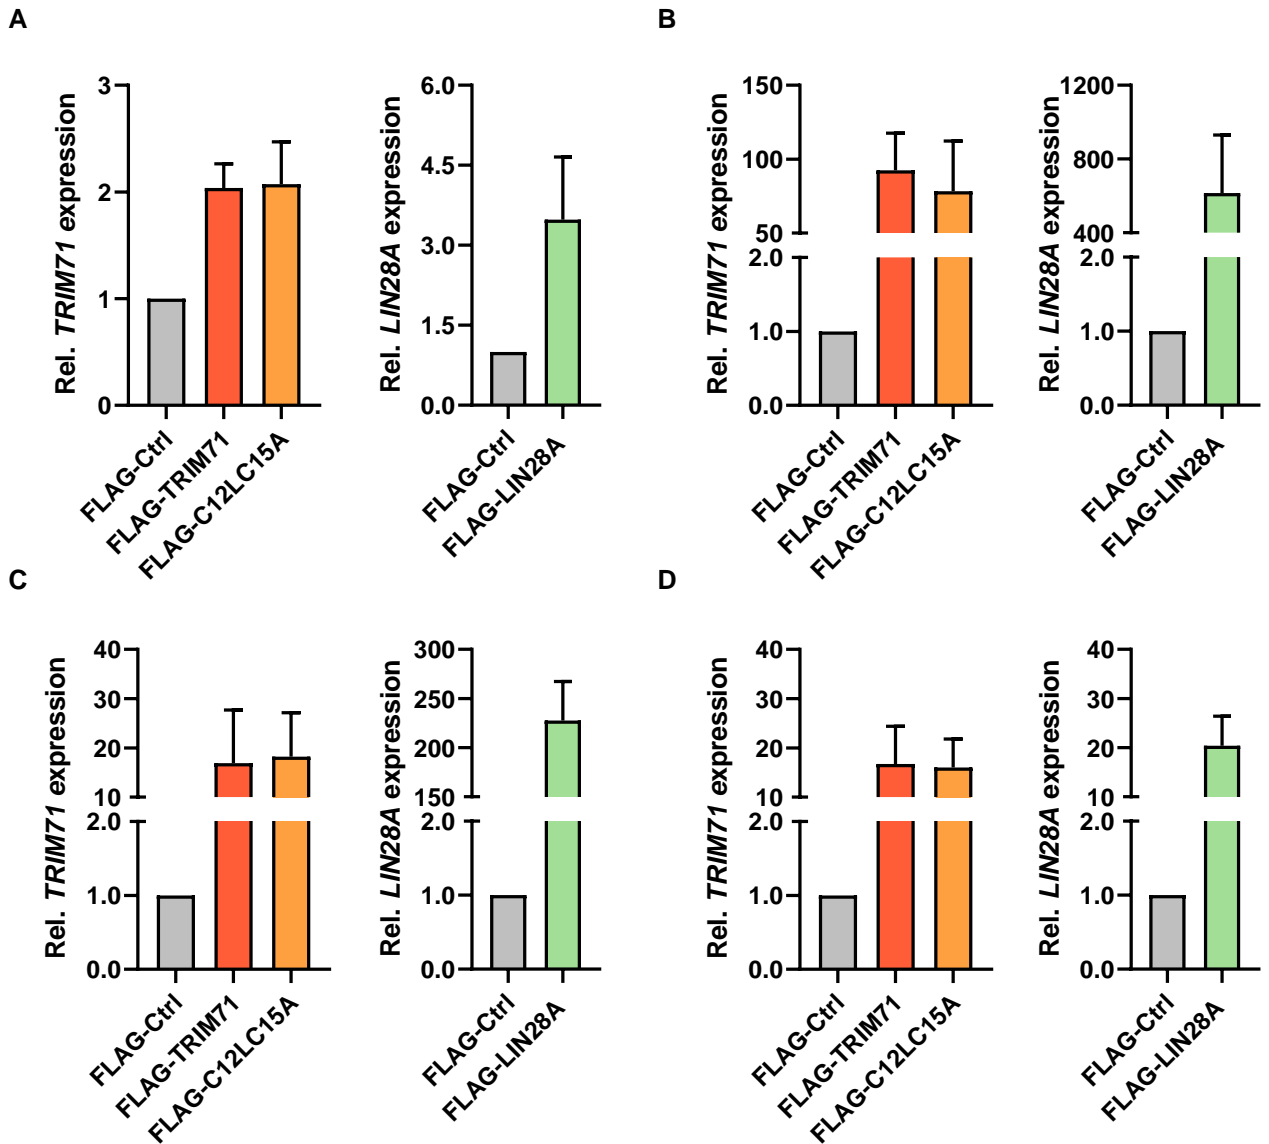 A
Rel. TRIM71 expression
3
2
1
0
FLAG-Ctrl
FLAG-TRIM71
FLAG-C12LC15A
Rel. LIN28A expression
6.0
4.5
3.0
1.5
0.0
FLAG-Ctrl
FLAG-LIN28A
B
Rel. TRIM71 expression
150
100
50
2.0
1.0
0.0
FLAG-Ctrl
FLAG-TRIM71
FLAG-C12LC15A
Rel. LIN28A expression
1200
800
400
2.0
1.0
0.0
FLAG-Ctrl
FLAG-LIN28A
C
Rel. TRIM71 expression
40
30
20
10
2.0
1.0
0.0
FLAG-Ctrl
FLAG-TRIM71
FLAG-C12LC15A
Rel. LIN28A expression
300
250
200
150
2.0
1.0
0.0
FLAG-Ctrl
FLAG-LIN28A
D
Rel. TRIM71 expression
40
30
20
10
2.0
1.0
0.0
FLAG-Ctrl
FLAG-TRIM71
FLAG-C12LC15A
Rel. LIN28A expression
40
30
20
10
2.0
1.0
0.0
FLAG-Ctrl
FLAG-LIN28A